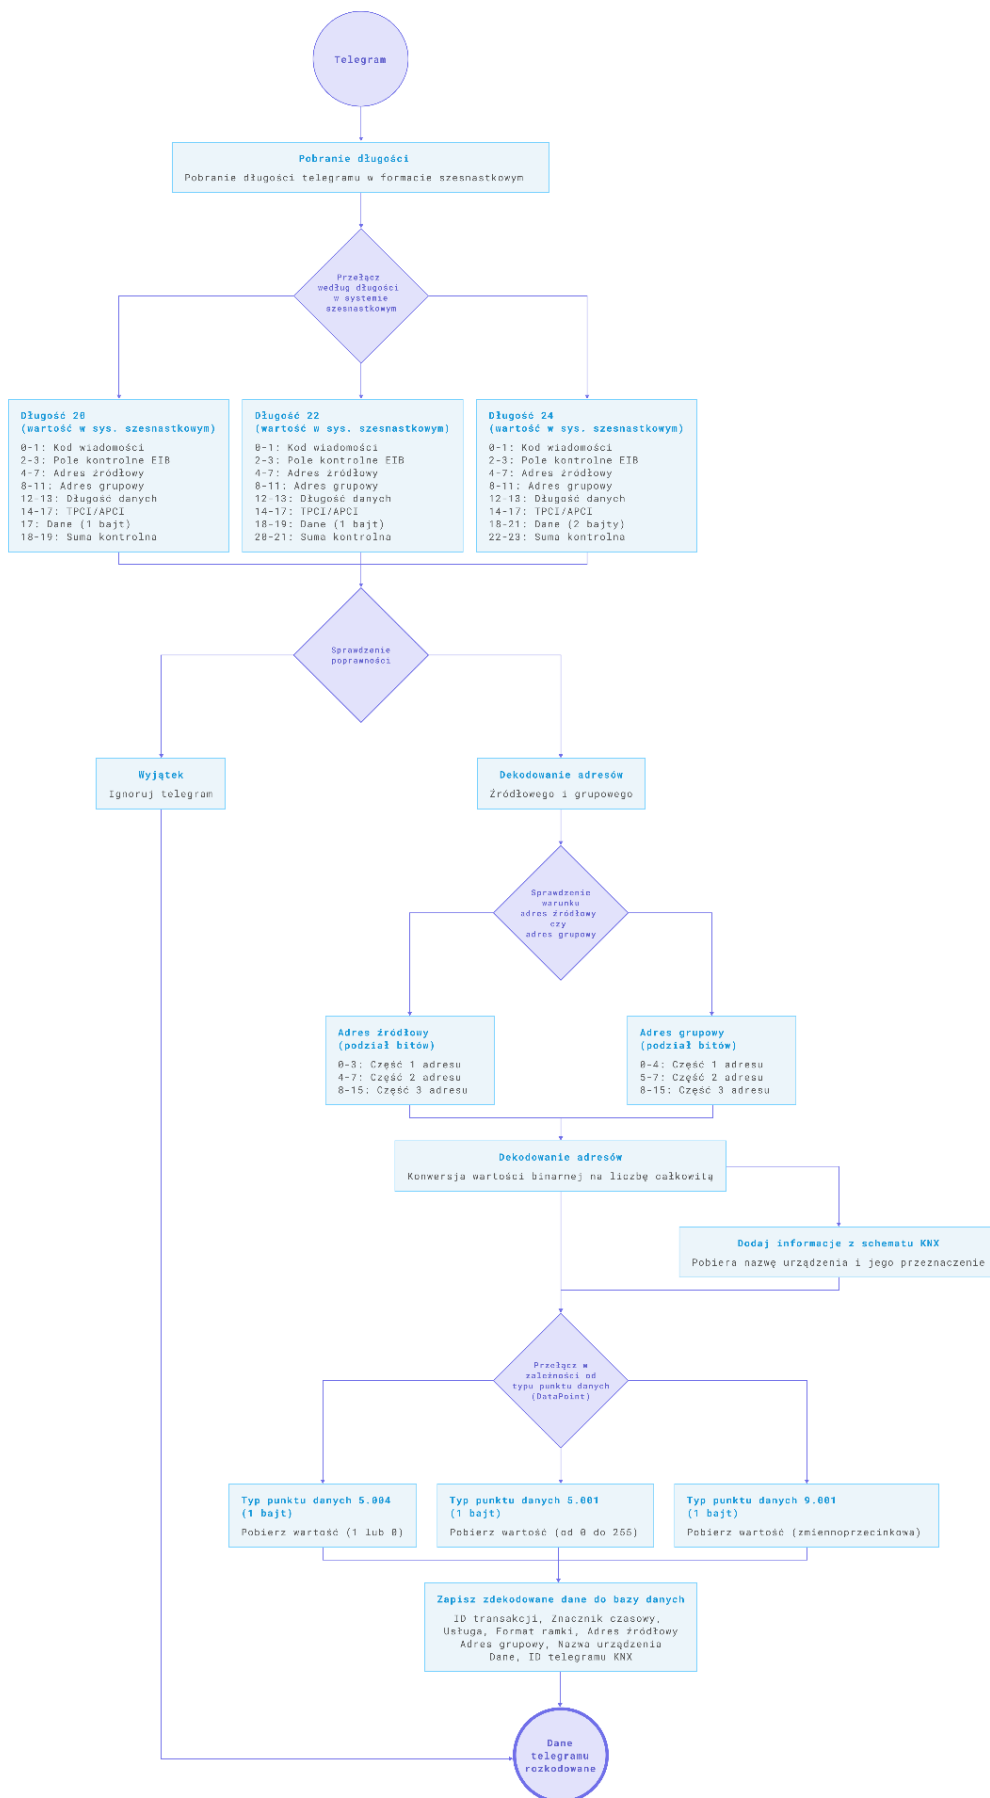 Telegram
Pobranie długości
Pobranie długości telegramu w formacie szesnastkowym
Przełącz
według długości
w systemie
szesnastkowym
Długość 20
(wartość w sys. szesnastkowym)
0-1: Kod wiadomości
2-3: Pole kontrolne EIB
4-7: Adres źródłowy
8-11: Adres grupowy
12-13: Długość danych
14-17: TPCI/APCI
17: Dane (1 bajt)
18-19: Suma kontrolna
Długość 22
(wartość w sys. szesnastkowym)
0-1: Kod wiadomości
2-3: Pole kontrolne EIB
4-7: Adres źródłowy
8-11: Adres grupowy
12-13: Długość danych
14-17: TPCI/APCI
18-19: Dane (1 bajt)
20-21: Suma kontrolna
Długość 24
(wartość w sys. szesnastkowym)
0-1: Kod wiadomości
2-3: Pole kontrolne EIB
4-7: Adres źródłowy
8-11: Adres grupowy
12-13: Długość danych
14-17: TPCI/APCI
18-21: Dane (2 bajty)
22-23: Suma kontrolna
Sprawdzenie
poprawności
Wyjątek
Ignoruj telegram
Dekodowanie adresów
Źródłowego i grupowego
Sprawdzenie
warunku
adres źródłowy
czy
adres grupowy
Adres źródłowy
(podział bitów)
0-3: Część 1 adresu
4-7: Część 2 adresu
8-15: Część 3 adresu
Adres grupowy
(podział bitów)
0-4: Część 1 adresu
5-7: Część 2 adresu
8-15: Część 3 adresu
Dekodowanie adresów
Konwersja wartości binarnej na liczbę całkowitą
Dodaj informacje z schematu KNX
Pobiera nazwę urządzenia i jego przeznaczenie
Przełącz w
zależności od
typu punktu danych
(DataPoint)
Typ punktu danych 5.004
(1 bajt)
Pobierz wartość (1 lub 0)
Typ punktu danych 5.001
(1 bajt)
Pobierz wartość (od 0 do 255)
Typ punktu danych 9.001
(1 bajt)
Pobierz wartość (zmiennoprzecinkowa)
Zapisz zdekodowane dane do bazy danych
ID transakcji, Znacznik czasowy,
Usługa, Format ramki, Adres źródłowy
Adres grupowy, Nazwa urządzenia
Dane, ID telegramu KNX
Dane
telegramu
rozkodowane